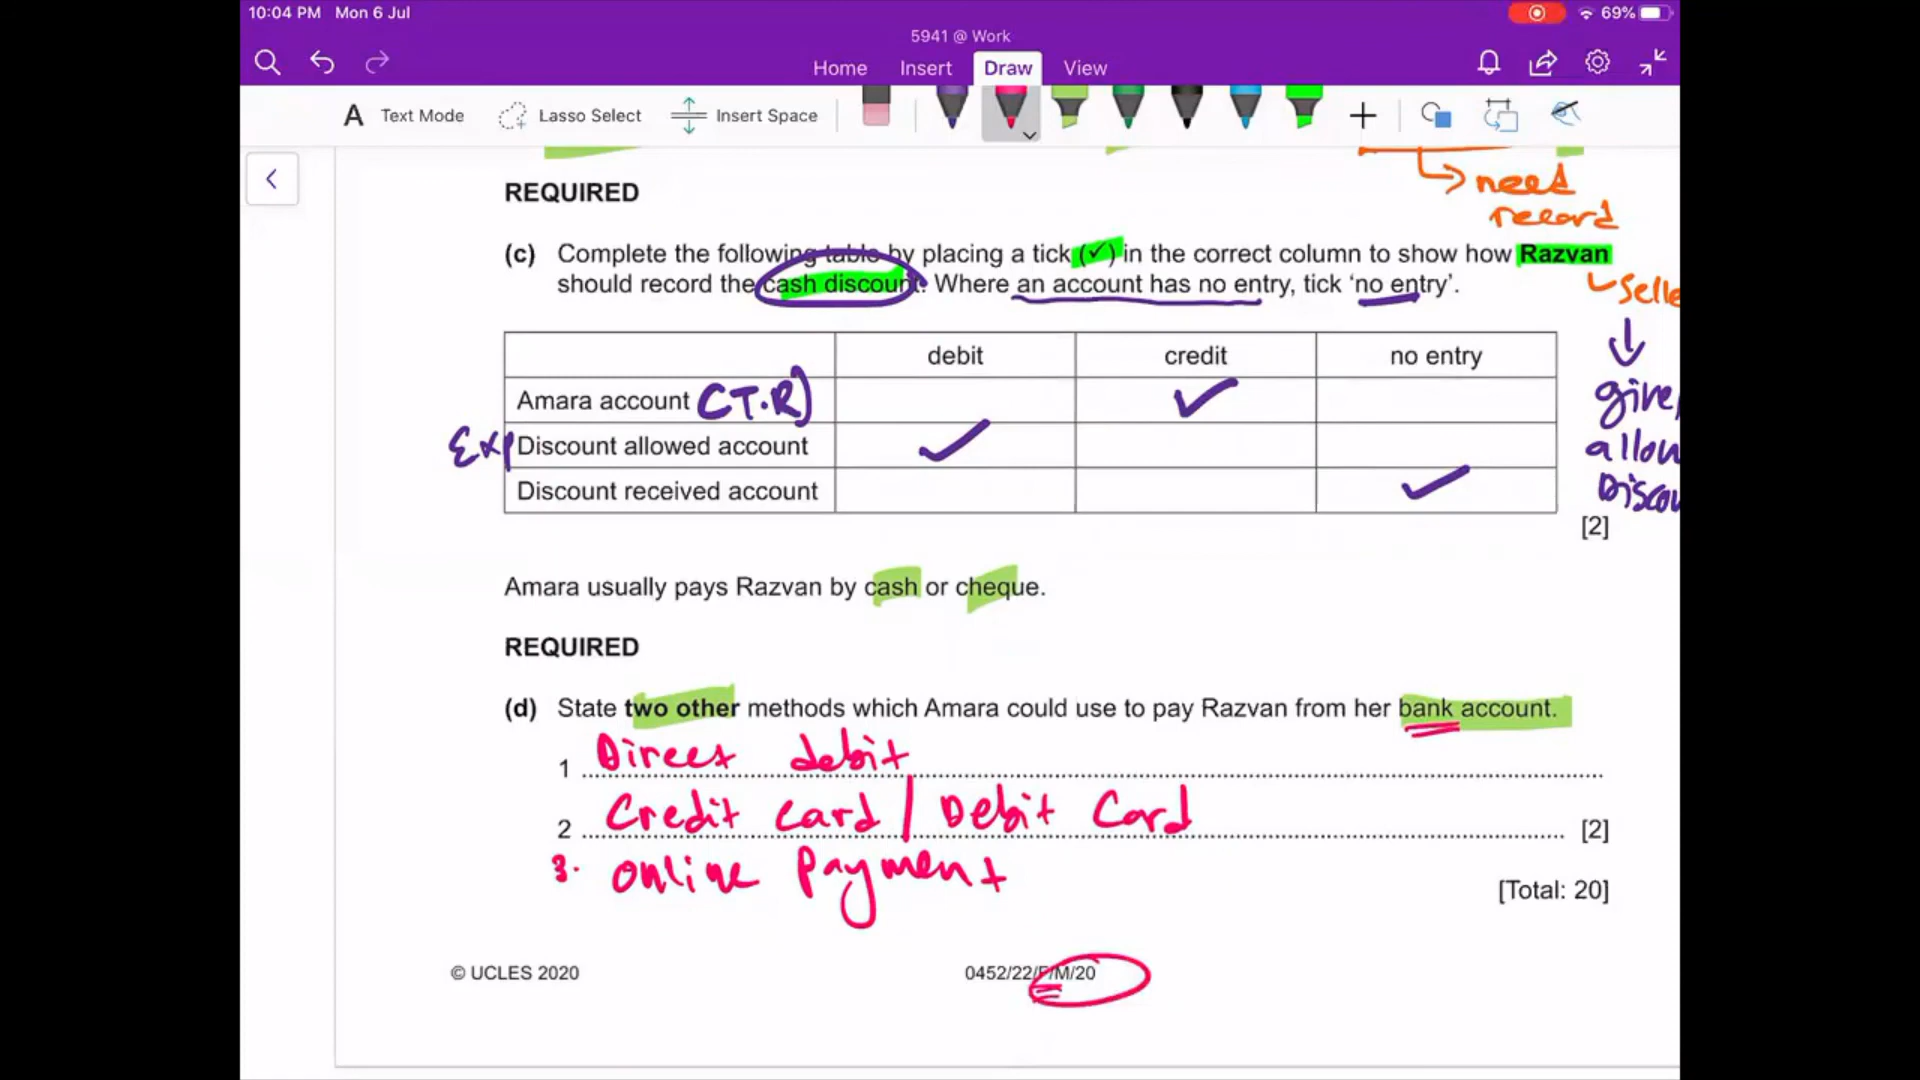 10:04 PM Mon 6 Jul
69%
5941 @ Work
Home Insert Draw View
A Text Mode Lasso Select Insert Space
need
record
REQUIRED
(c) Complete the following table by placing a tick (✓) in the correct column to show how Razvan
should record the cash discount. Where an account has no entry, tick ‘no entry’.
Selle
debit credit no entry
Amara account (T.R) ✓
give
Exp Discount allowed account ✓
allow
Discount received account ✓
Discou
[2]
Amara usually pays Razvan by cash or cheque.
REQUIRED
(d) State two other methods which Amara could use to pay Razvan from her bank account.
1 Direct debit
2 Credit card / Debit Card [2]
3. online Payment
[Total: 20]
© UCLES 2020 0452/22/F/M/20